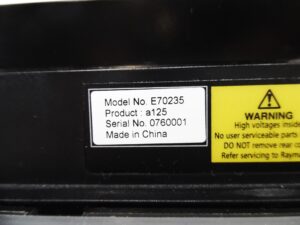 Model No. E70235
Product : a125
Serial No. 0760001
Made in China
WARNING
High voltages inside
No user serviceable parts
DO NOT remove rear
Refer servicing to